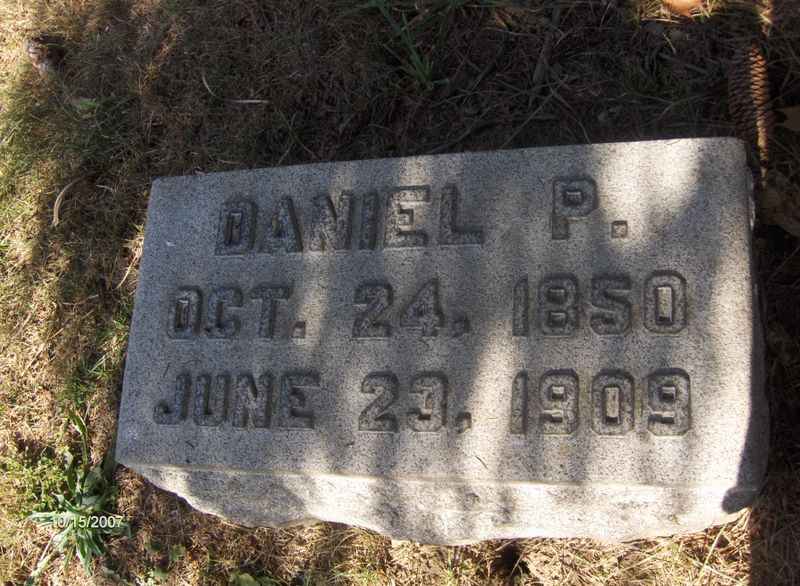 DANIEL P.
OCT. 24, 1850
JUNE 23, 1909
10/15/2007